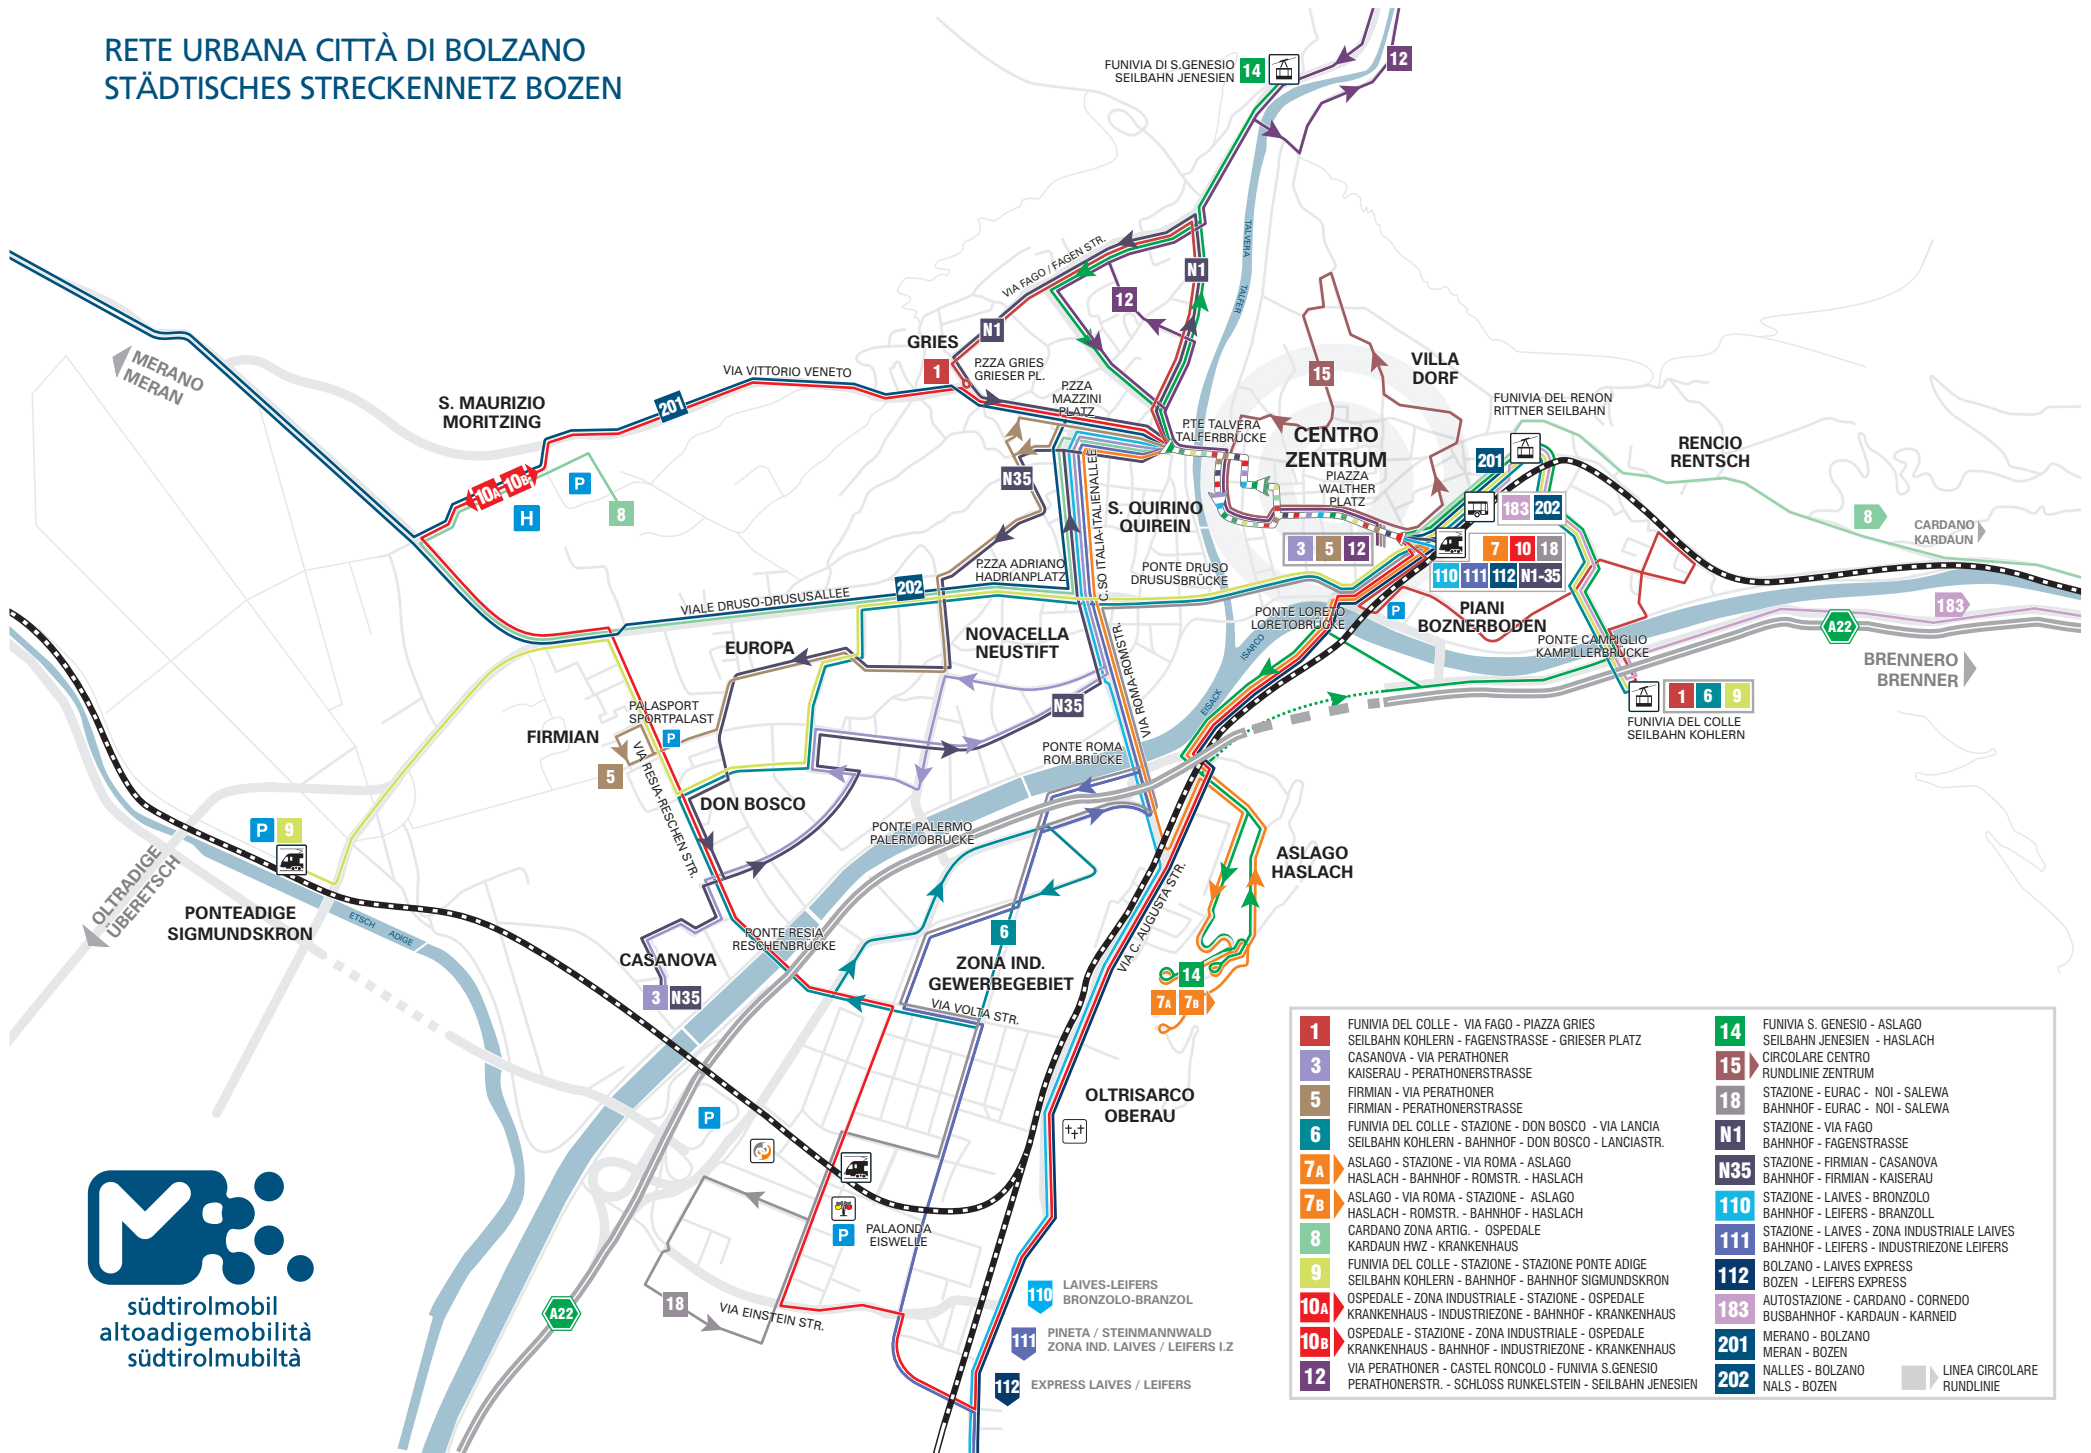 RETE URBANA CITTÀ DI BOLZANO
STÄDTISCHES STRECKENNETZ BOZEN
FUNIVIA DI S.GENESIO
SEILBAHN JENESIEN
14
12
TALVERA
TALFER
VIA FAGO / FAGEN STR.
N1
12
N1
MERANO
MERAN
GRIES
1
P.ZZA GRIES
GRIESER PL.
VIA VITTORIO VENETO
P.ZZA
MAZZINI
PLATZ
15
VILLA
DORF
S. MAURIZIO
MORITZING
201
FUNIVIA DEL RENON
RITTNER SEILBAHN
P.TE TALVERA
TALFERBRÜCKE
CENTRO
ZENTRUM
PIAZZA
WALTHER
PLATZ
RENCIO
RENTSCH
201
10A-10B
P
H
8
N35
S. QUIRINO
QUIREIN
C.SO ITALIA-ITALIENALLEE
183 202
8
CARDANO
KARDAUN
3 5 12
7 10 18
110 111 112 N1-35
P.ZZA ADRIANO
HADRIANPLATZ
PONTE DRUSO
DRUSUSBRÜCKE
202
VIALE DRUSO-DRUSUSALLEE
PONTE LORETO
LORETOBRÜCKE
P
PIANI
BOZNERBODEN
183
A22
EUROPA
NOVACELLA
NEUSTIFT
VIA ROMA-ROMSTR.
ISARCO
EISACK
PONTE CAMPIGLIO
KAMPILLERBRÜCKE
BRENNERO
BRENNER
1 6 9
FUNIVIA DEL COLLE
SEILBAHN KOHLERN
PALASPORT
SPORTPALAST
P
FIRMIAN
5
VIA RESIA-RESCHEN STR.
N35
PONTE ROMA
ROM BRÜCKE
DON BOSCO
PONTE PALERMO
PALERMOBRÜCKE
P 9
OLTRADIGE
ÜBERETSCH
PONTEADIGE
SIGMUNDSKRON
ETSCH ADIGE
ASLAGO
HASLACH
VIA C. AUGUSTA STR.
PONTE RESIA
RESCHENBRÜCKE
CASANOVA
3 N35
6
ZONA IND.
GEWERBEGEBIET
VIA VOLTA STR.
14
7A 7B
OLTRISARCO
OBERAU
P
PALAONDA
EISWELLE
P
18
VIA EINSTEIN STR.
A22
110
LAIVES-LEIFERS
BRONZOLO-BRANZOL
111
PINETA / STEINMANNWALD
ZONA IND. LAIVES / LEIFERS I.Z
112
EXPRESS LAIVES / LEIFERS
südtirolmobil
altoadigemobilità
südtirolmubiltà
1
FUNIVIA DEL COLLE - VIA FAGO - PIAZZA GRIES
SEILBAHN KOHLERN - FAGENSTRASSE - GRIESER PLATZ
3
CASANOVA - VIA PERATHONER
KAISERAU - PERATHONERSTRASSE
5
FIRMIAN - VIA PERATHONER
FIRMIAN - PERATHONERSTRASSE
6
FUNIVIA DEL COLLE - STAZIONE - DON BOSCO - VIA LANCIA
SEILBAHN KOHLERN - BAHNHOF - DON BOSCO - LANCIASTR.
7A
ASLAGO - STAZIONE - VIA ROMA - ASLAGO
HASLACH - BAHNHOF - ROMSTR. - HASLACH
7B
ASLAGO - VIA ROMA - STAZIONE - ASLAGO
HASLACH - ROMSTR. - BAHNHOF - HASLACH
8
CARDANO ZONA ARTIG. - OSPEDALE
KARDAUN HWZ - KRANKENHAUS
9
FUNIVIA DEL COLLE - STAZIONE - STAZIONE PONTE ADIGE
SEILBAHN KOHLERN - BAHNHOF - BAHNHOF SIGMUNDSKRON
10A
OSPEDALE - ZONA INDUSTRIALE - STAZIONE - OSPEDALE
KRANKENHAUS - INDUSTRIEZONE - BAHNHOF - KRANKENHAUS
10B
OSPEDALE - STAZIONE - ZONA INDUSTRIALE - OSPEDALE
KRANKENHAUS - BAHNHOF - INDUSTRIEZONE - KRANKENHAUS
12
VIA PERATHONER - CASTEL RONCOLO - FUNIVIA S.GENESIO
PERATHONERSTR. - SCHLOSS RUNKELSTEIN - SEILBAHN JENESIEN
14
FUNIVIA S. GENESIO - ASLAGO
SEILBAHN JENESIEN - HASLACH
15
CIRCOLARE CENTRO
RUNDLINIE ZENTRUM
18
STAZIONE - EURAC - NOI - SALEWA
BAHNHOF - EURAC - NOI - SALEWA
N1
STAZIONE - VIA FAGO
BAHNHOF - FAGENSTRASSE
N35
STAZIONE - FIRMIAN - CASANOVA
BAHNHOF - FIRMIAN - KAISERAU
110
STAZIONE - LAIVES - BRONZOLO
BAHNHOF - LEIFERS - BRANZOLL
111
STAZIONE - LAIVES - ZONA INDUSTRIALE LAIVES
BAHNHOF - LEIFERS - INDUSTRIEZONE LEIFERS
112
BOLZANO - LAIVES EXPRESS
BOZEN - LEIFERS EXPRESS
183
AUTOSTAZIONE - CARDANO - CORNEDO
BUSBAHNHOF - KARDAUN - KARNEID
201
MERANO - BOLZANO
MERAN - BOZEN
202
NALLES - BOLZANO
NALS - BOZEN
LINEA CIRCOLARE
RUNDLINIE